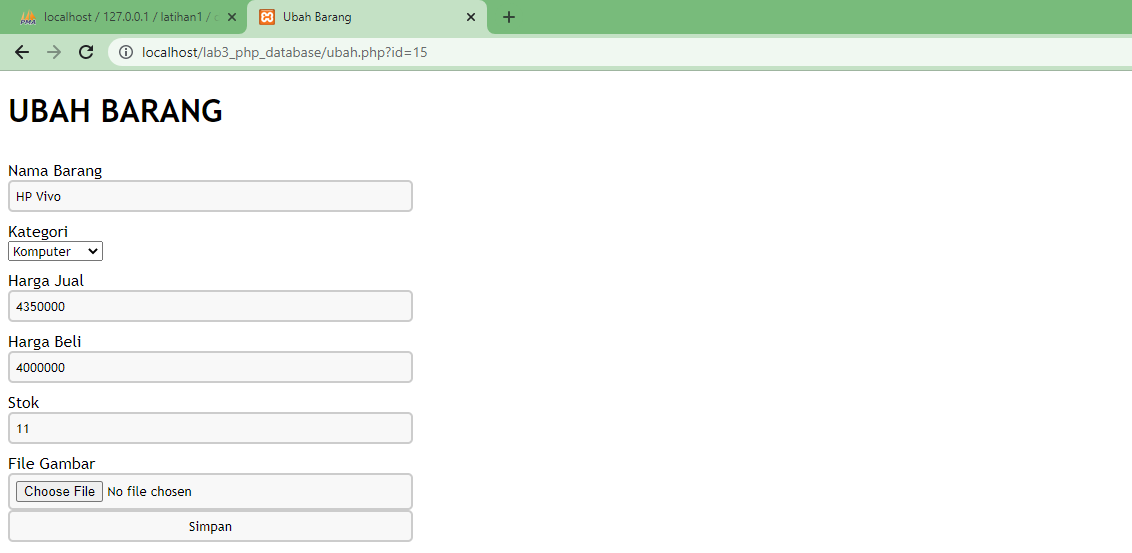 PMA localhost / 127.0.0.1 / latihan1 /
Ubah Barang
localhost/lab3_php_database/ubah.php?id=15
UBAH BARANG
Nama Barang
HP Vivo
Kategori
Komputer
Harga Jual
4350000
Harga Beli
4000000
Stok
11
File Gambar
Choose File No file chosen
Simpan